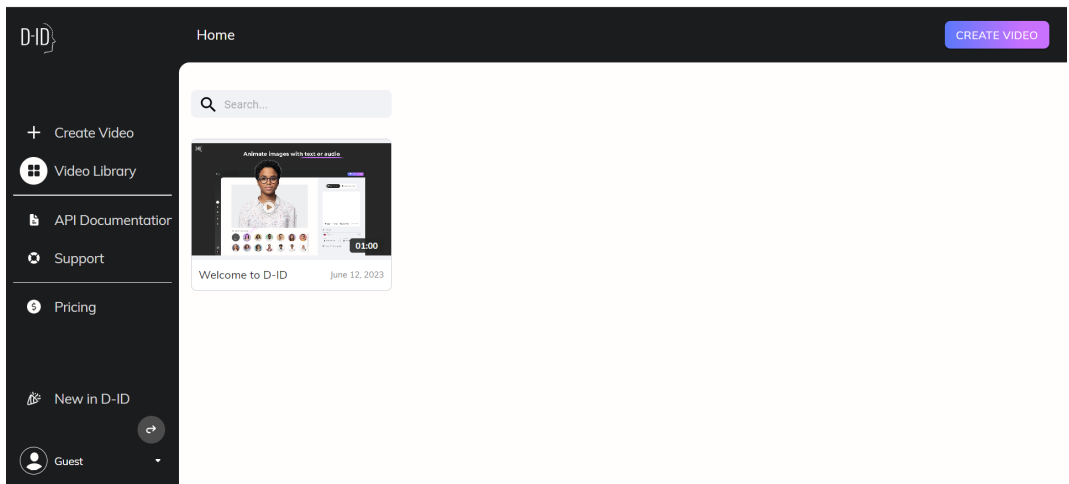 D-ID
Home
CREATE VIDEO
Search...
Create Video
Video Library
API Documentation
Support
Pricing
New in D-ID
Guest
Animate images with text or audio
01:00
Welcome to D-ID
June 12, 2023